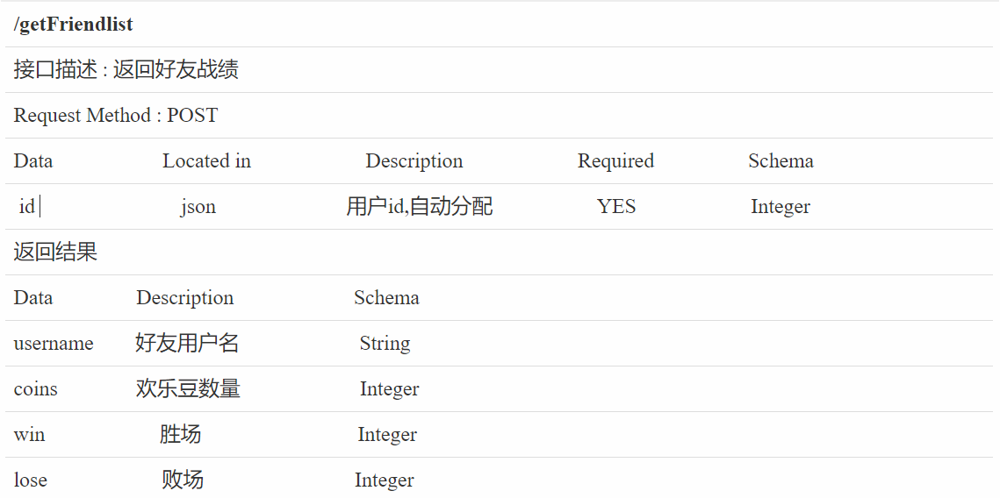 /getFriendlist
接口描述 : 返回好友战绩
Request Method : POST
Data Located in Description Required Schema
id json 用户id,自动分配 YES Integer
返回结果
Data Description Schema
username 好友用户名 String
coins 欢乐豆数量 Integer
win 胜场 Integer
lose 败场 Integer